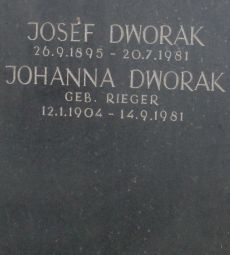 JOSEF DWORAK
26.9.1895 - 20.7.1981
JOHANNA DWORAK
GEB. RIEGER
12.1.1904 - 14.9.1981